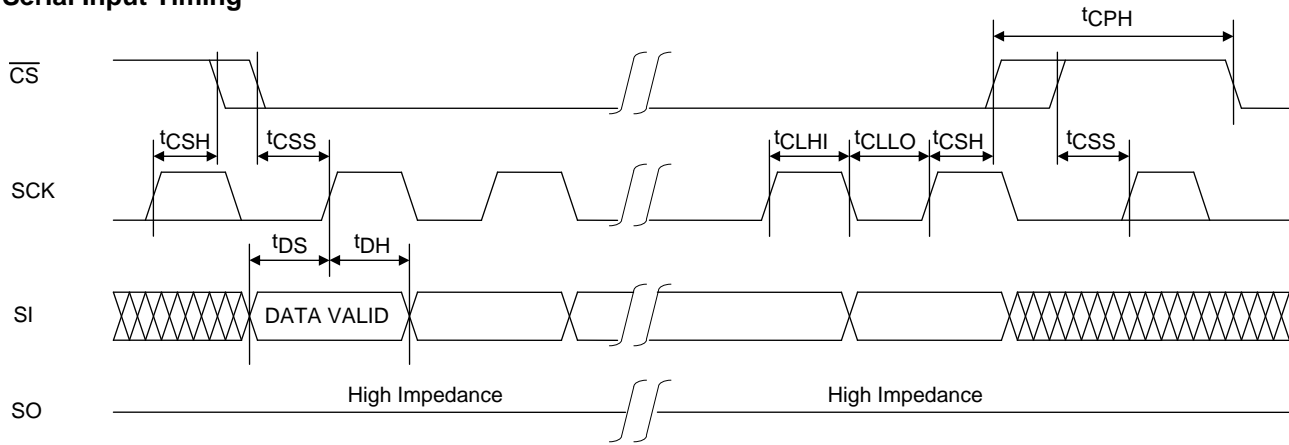 Serial Input Timing
tCPH
CS
tCSH
tCSS
tCLHI
tCLLO
tCSH
tCSS
SCK
tDS
tDH
SI
DATA VALID
High Impedance
High Impedance
SO